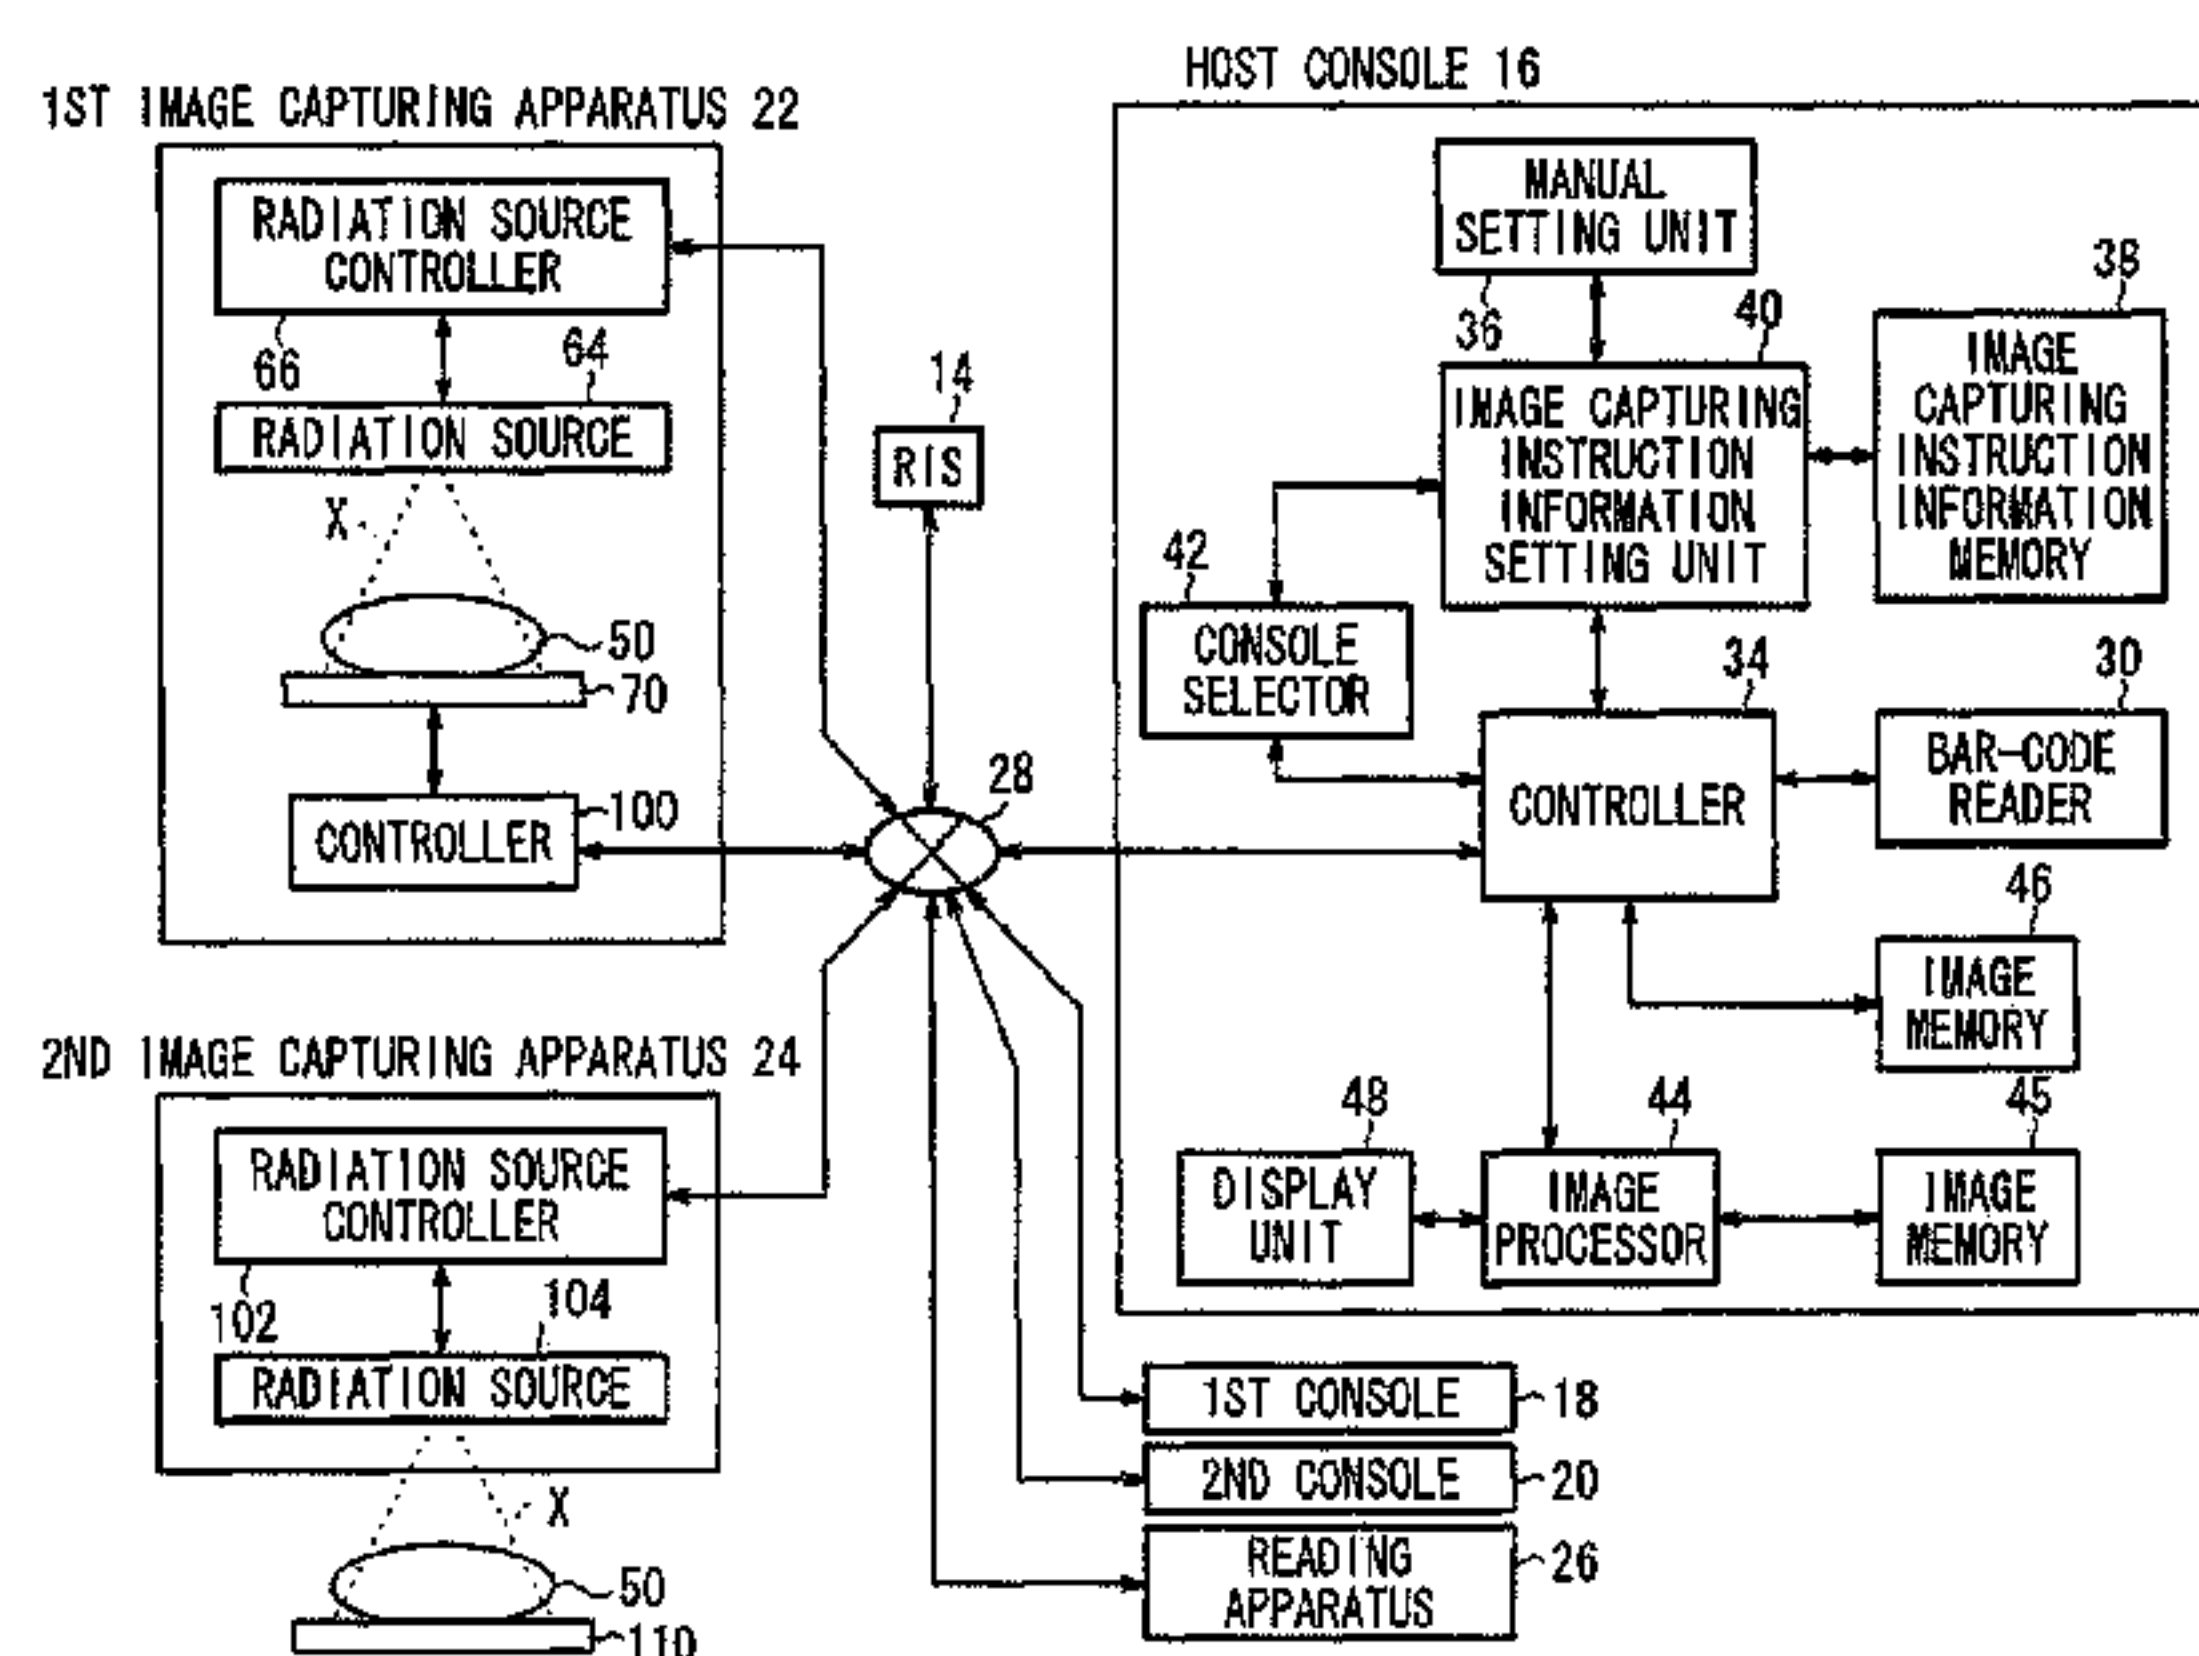 HOST CONSOLE 16
1ST IMAGE CAPTURING APPARATUS 22
RADIATION SOURCE
CONTROLLER
66
64
RADIATION SOURCE
X
50
70
100
CONTROLLER
14
RIS
28
MANUAL
SETTING UNIT
36
40
38
IMAGE CAPTURING
INSTRUCTION
INFORMATION
SETTING UNIT
IMAGE
CAPTURING
INSTRUCTION
INFORMATION
MEMORY
42
CONSOLE
SELECTOR
34
CONTROLLER
30
BAR-CODE
READER
46
IMAGE
MEMORY
48
DISPLAY
UNIT
44
IMAGE
PROCESSOR
45
IMAGE
MEMORY
2ND IMAGE CAPTURING APPARATUS 24
RADIATION SOURCE
CONTROLLER
102
104
RADIATION SOURCE
X
50
110
1ST CONSOLE
18
2ND CONSOLE
20
READING
APPARATUS
26